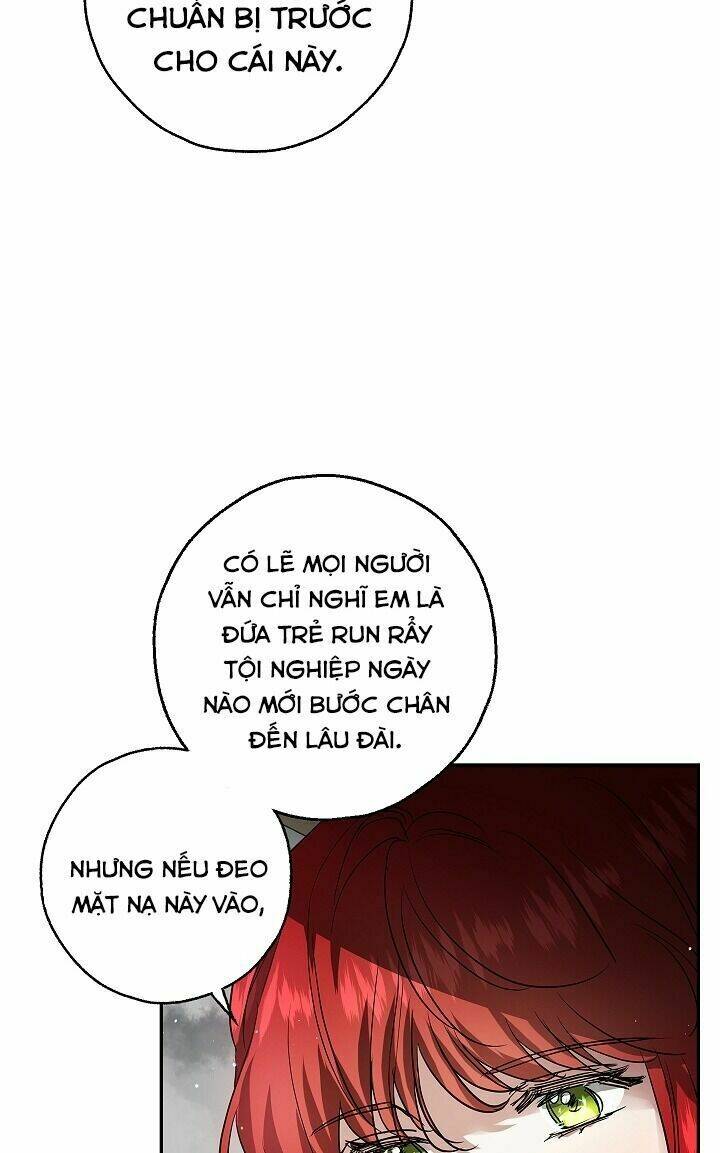 CHUẨN BỊ TRƯỚC
CHO CÁI NÀY.
CÓ LẼ MỌI NGƯỜI
VẪN CHỈ NGHĨ EM LÀ
ĐỨA TRẺ RUN RẨY
TỘI NGHIỆP NGÀY
NÀO MỚI BƯỚC CHÂN
ĐẾN LÂU ĐÀI.
NHƯNG NẾU ĐEO
MẶT NẠ NÀY VÀO,